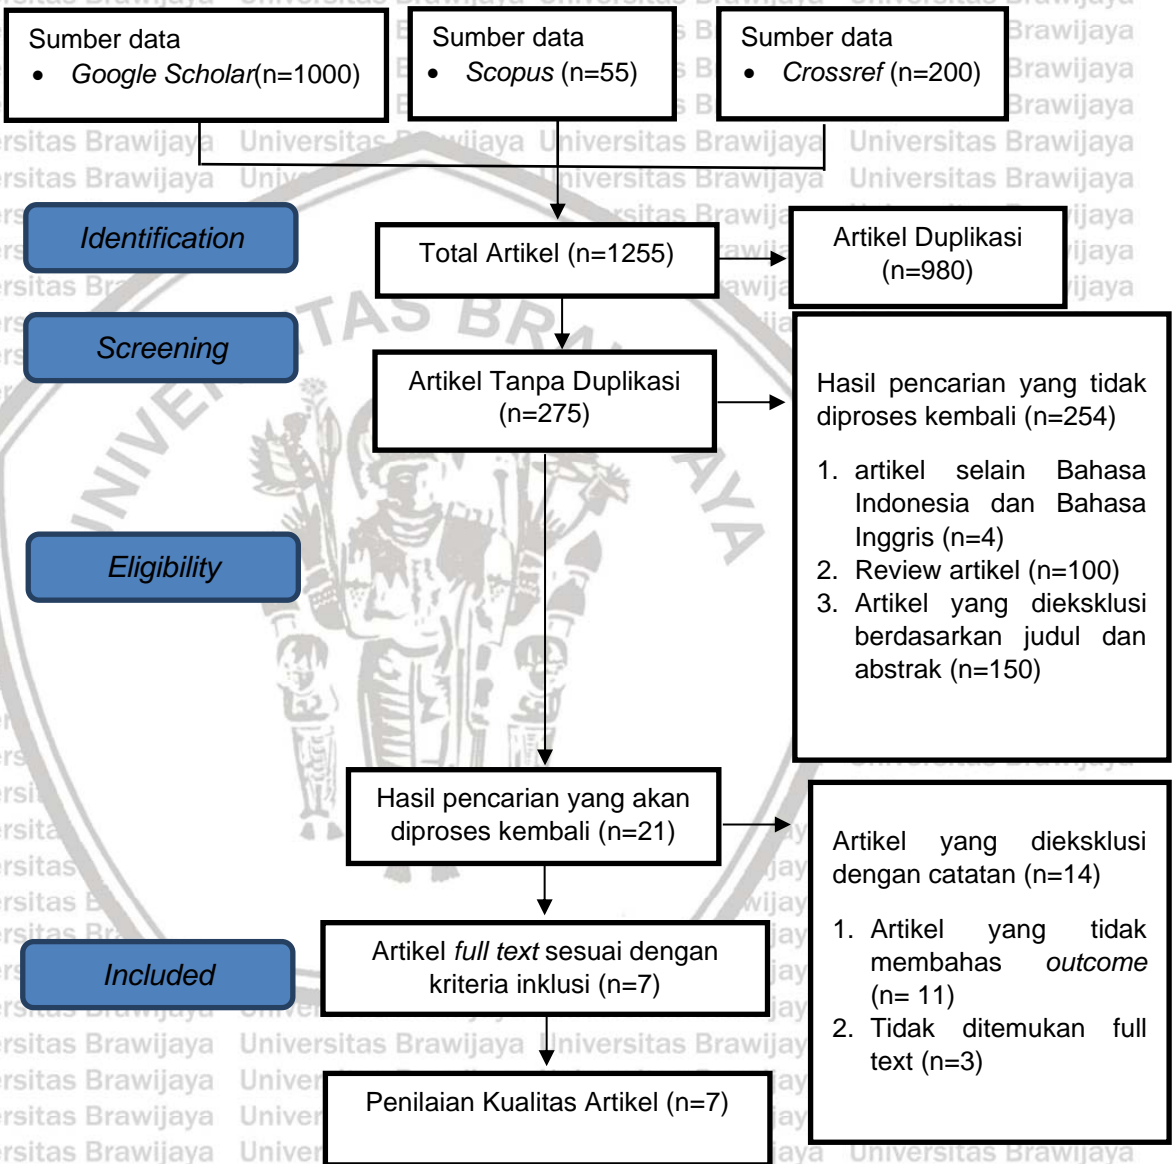 Sumber data
• Google Scholar(n=1000)
Sumber data
• Scopus (n=55)
Sumber data
• Crossref (n=200)
Identification
Total Artikel (n=1255)
Artikel Duplikasi
(n=980)
Screening
Artikel Tanpa Duplikasi
(n=275)
Hasil pencarian yang tidak
diproses kembali (n=254)
1. artikel selain Bahasa
Indonesia dan Bahasa
Inggris (n=4)
2. Review artikel (n=100)
3. Artikel yang dieksklusi
berdasarkan judul dan
abstrak (n=150)
Eligibility
Hasil pencarian yang akan
diproses kembali (n=21)
Artikel yang dieksklusi
dengan catatan (n=14)
1. Artikel yang tidak
membahas outcome
(n= 11)
2. Tidak ditemukan full
text (n=3)
Included
Artikel full text sesuai dengan
kriteria inklusi (n=7)
Penilaian Kualitas Artikel (n=7)
Universitas Brawijaya